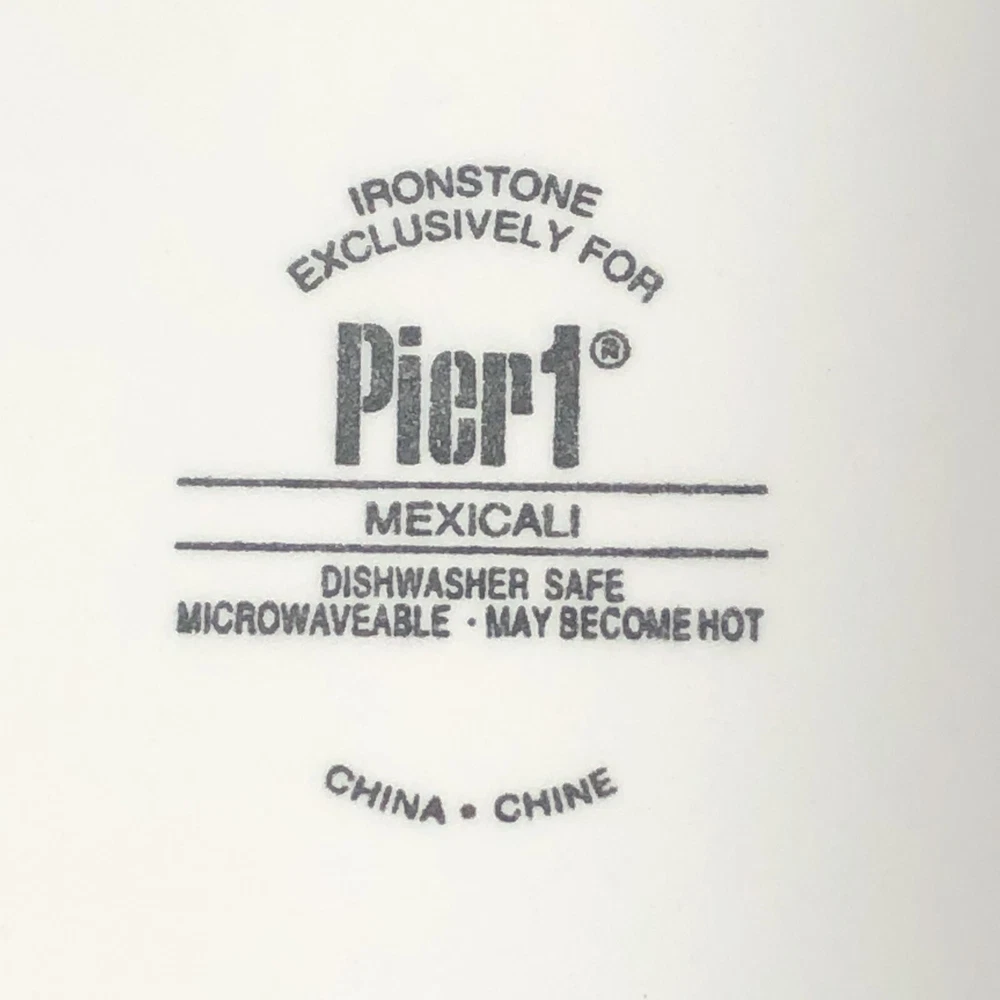 IRONSTONE
EXCLUSIVELY FOR
Pier1®
MEXICALI
DISHWASHER SAFE
MICROWAVEABLE · MAY BECOME HOT
CHINA • CHINE